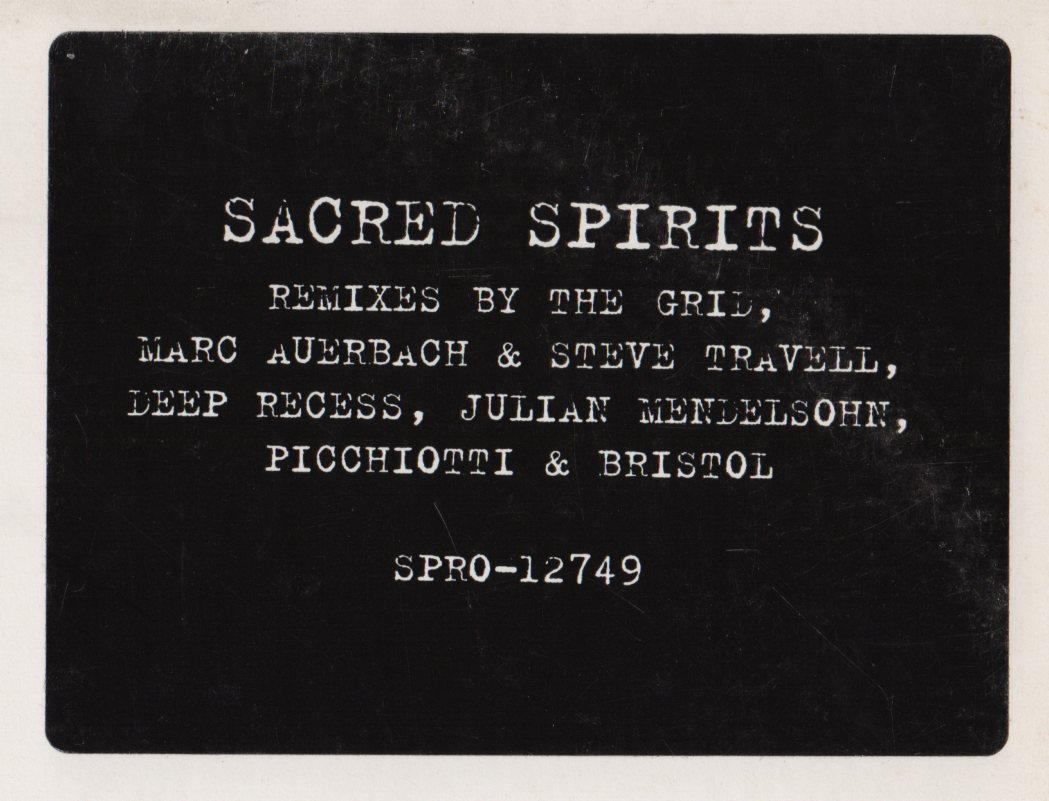 SACRED SPIRITS
REMIXES BY THE GRID,
MARC AUERBACH & STEVE TRAVELL,
DEEP RECESS, JULIAN MENDELSOHN,
PICCHIOTTI & BRISTOL
SPRO-12749